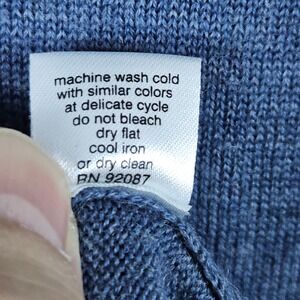 machine wash cold
with similar colors
at delicate cycle
do not bleach
dry flat
cool iron
or dry clean
RN 92087